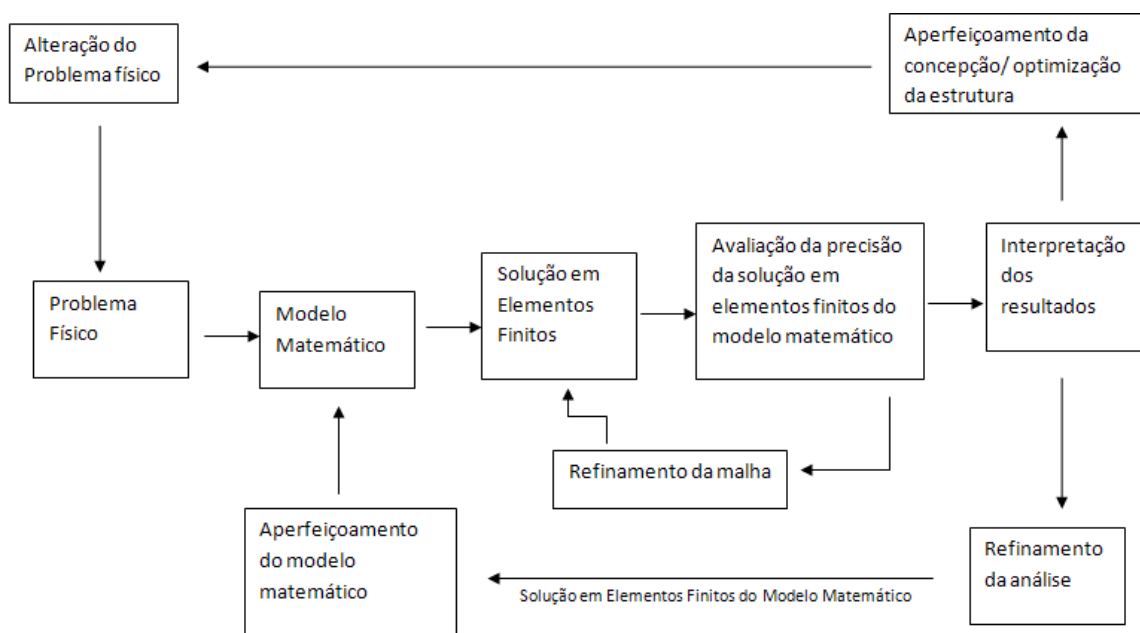 Alteração do
Problema físico
Aperfeiçoamento da
concepção/ optimização
da estrutura
Problema
Físico
Modelo
Matemático
Solução em
Elementos
Finitos
Avaliação da precisão
da solução em
elementos finitos do
modelo matemático
Interpretação
dos
resultados
Refinamento da malha
Aperfeiçoamento
do modelo
matemático
Solução em Elementos Finitos do Modelo Matemático
Refinamento
da análise